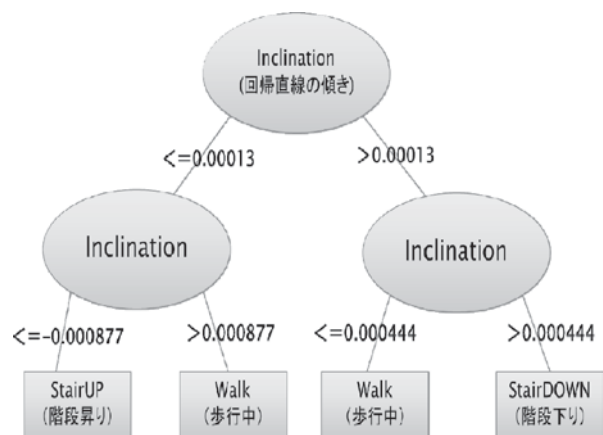 Inclination
(回帰直線の傾き)
<=0.00013
>0.00013
Inclination
Inclination
<=-0.000877
>0.000877
<=0.000444
>0.000444
StairUP
(階段昇り)
Walk
(歩行中)
Walk
(歩行中)
StairDOWN
(階段下り)